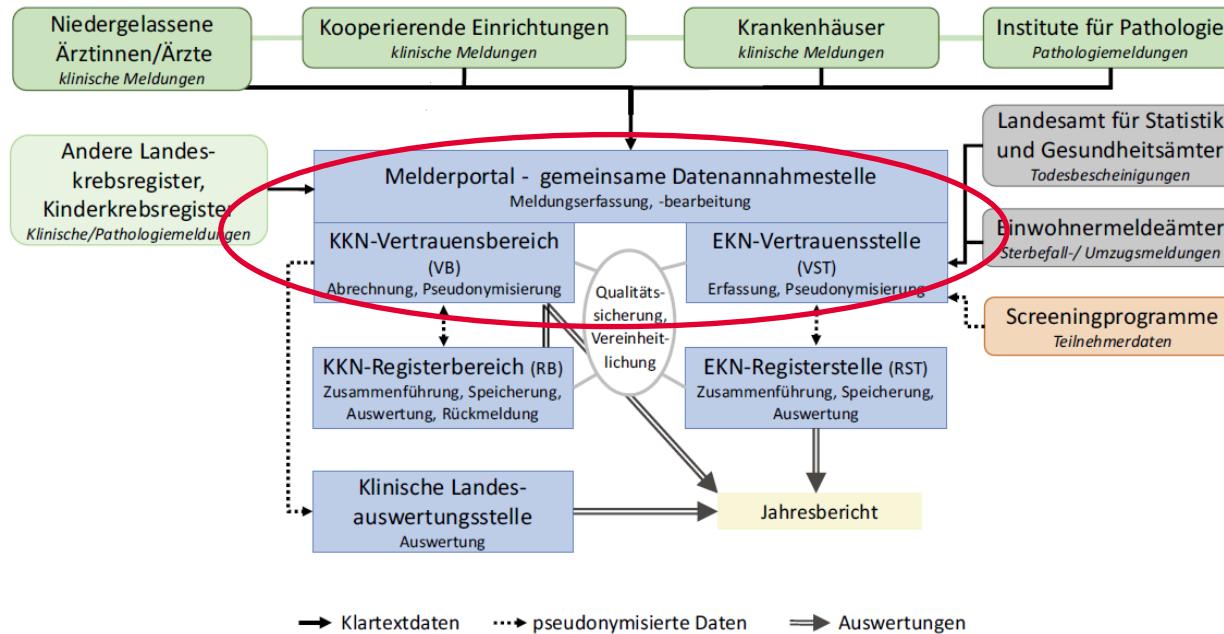 Niedergelassene
Ärztinnen/Ärzte
klinische Meldungen
Kooperierende Einrichtungen
klinische Meldungen
Krankenhäuser
klinische Meldungen
Institute für Pathologie
Pathologiemeldungen
Andere Landes-
krebsregister,
Kinderkrebsregister
Klinische/Pathologiemeldungen
Melderportal - gemeinsame Datenannahmestelle
Meldungserfassung, -bearbeitung
Landesamt für Statistik
und Gesundheitsämter
Todesbescheinigungen
KKN-Vertrauensbereich
(VB)
Abrechnung, Pseudonymisierung
EKN-Vertrauensstelle
(VST)
Erfassung, Pseudonymisierung
Einwohnermeldeämter
Sterbefall-/ Umzugsmeldungen
Qualitäts-
sicherung,
Vereinheit-
lichung
Screeningprogramme
Teilnehmerdaten
KKN-Registerbereich (RB)
Zusammenführung, Speicherung,
Auswertung, Rückmeldung
EKN-Registerstelle (RST)
Zusammenführung, Speicherung,
Auswertung
Klinische Landes-
auswertungsstelle
Auswertung
Jahresbericht
Klartextdaten
pseudonymisierte Daten
Auswertungen